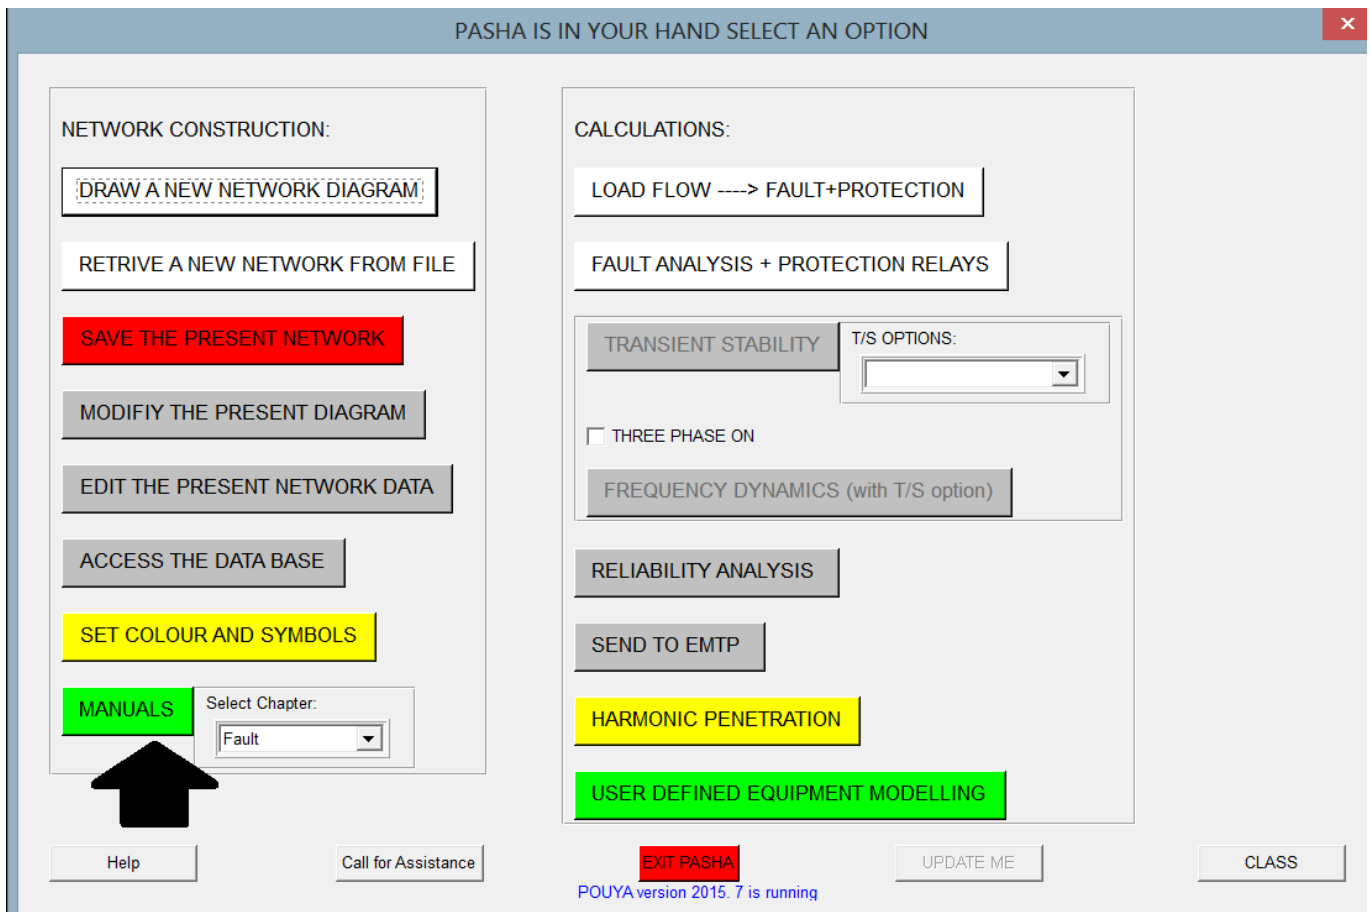 PASHA IS IN YOUR HAND SELECT AN OPTION
NETWORK CONSTRUCTION:
DRAW A NEW NETWORK DIAGRAM
RETRIVE A NEW NETWORK FROM FILE
SAVE THE PRESENT NETWORK
MODIFIY THE PRESENT DIAGRAM
EDIT THE PRESENT NETWORK DATA
ACCESS THE DATA BASE
SET COLOUR AND SYMBOLS
MANUALS
Select Chapter:
Fault
CALCULATIONS:
LOAD FLOW ----> FAULT+PROTECTION
FAULT ANALYSIS + PROTECTION RELAYS
TRANSIENT STABILITY
T/S OPTIONS:
THREE PHASE ON
FREQUENCY DYNAMICS (with T/S option)
RELIABILITY ANALYSIS
SEND TO EMTP
HARMONIC PENETRATION
USER DEFINED EQUIPMENT MODELLING
Help
Call for Assistance
EXIT PASHA
UPDATE ME
CLASS
POUYA version 2015. 7 is running